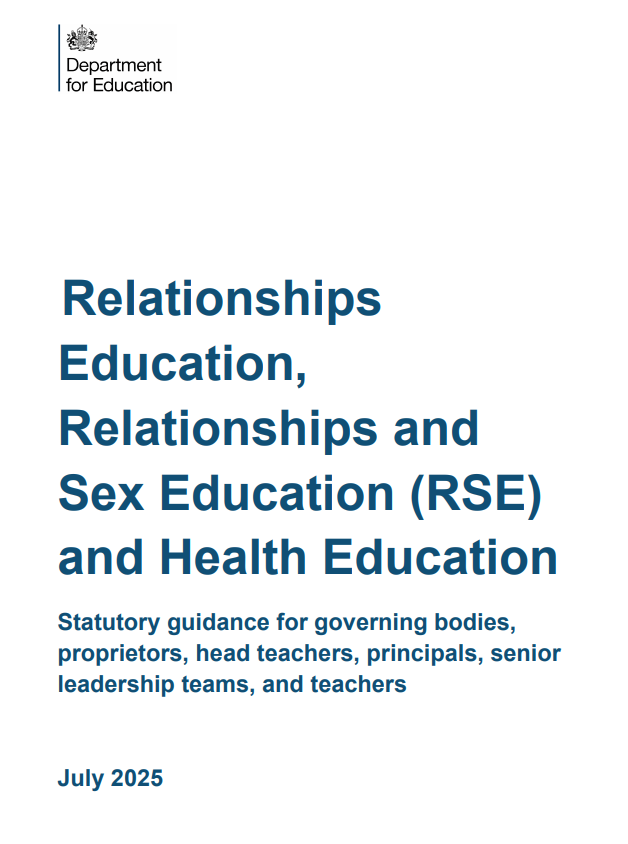 Department
for Education
Relationships
Education,
Relationships and
Sex Education (RSE)
and Health Education
Statutory guidance for governing bodies,
proprietors, head teachers, principals, senior
leadership teams, and teachers
July 2025